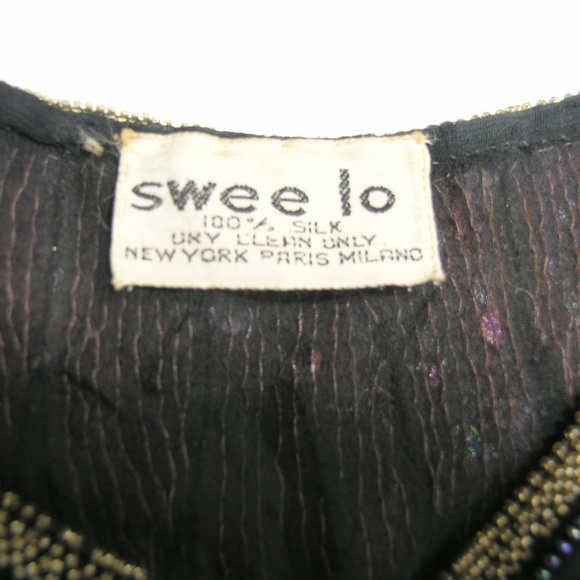 swee lo
100% SILK
DRY CLEAN ONLY
NEW YORK PARIS MILANO